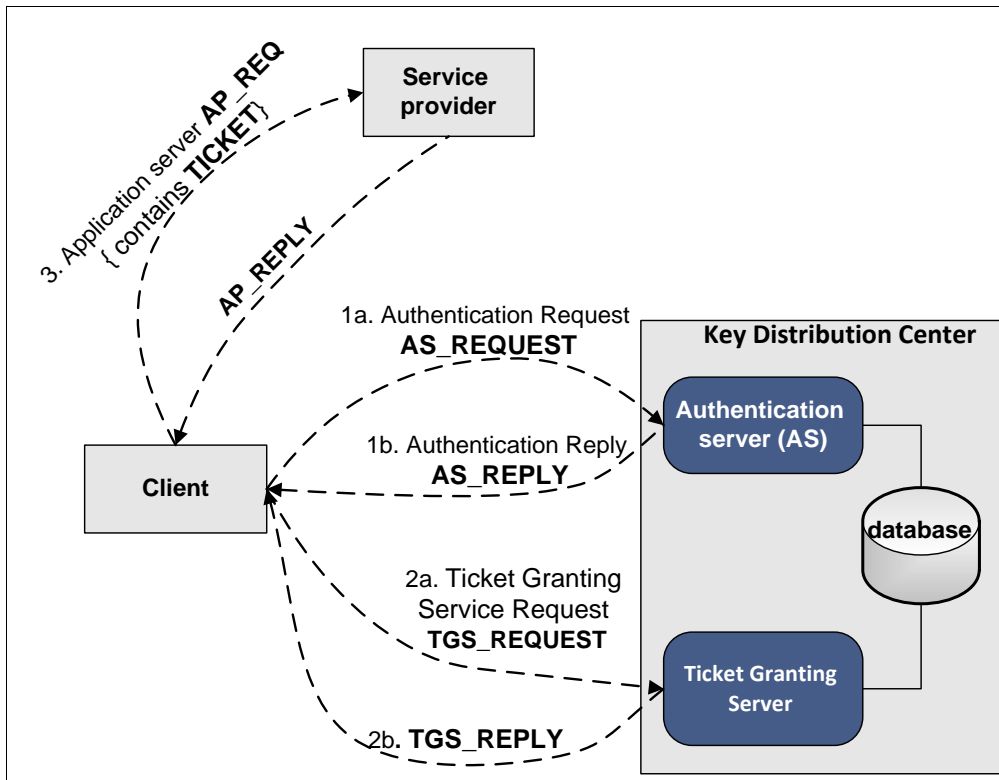 Service
provider
3. Application server AP_REQ
{ contains TICKET}
AP_REPLY
1a. Authentication Request
AS_REQUEST
Key Distribution Center
Authentication
server (AS)
1b. Authentication Reply
AS_REPLY
Client
database
2a. Ticket Granting
Service Request
TGS_REQUEST
Ticket Granting
Server
2b. TGS_REPLY